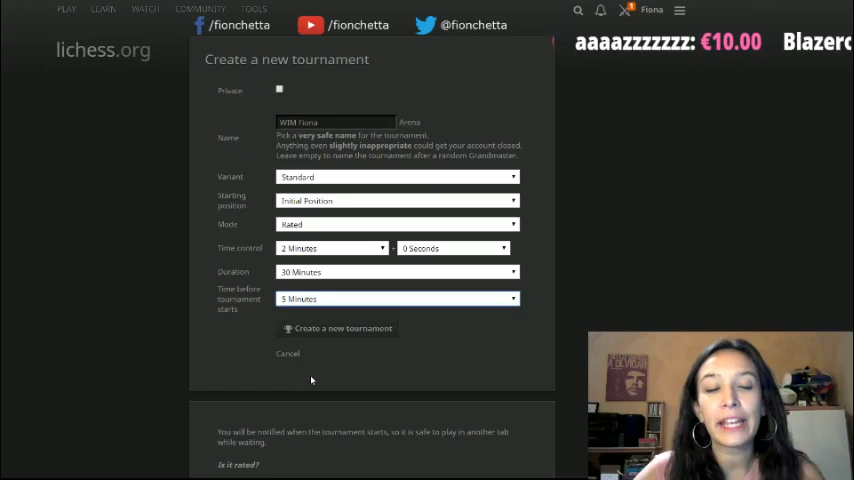 PLAY LEARN WATCH COMMUNITY TOOLS
1
Fiona
/fionchetta /fionchetta @fionchetta
lichess.org
aaaazzzzzzz: €10.00 Blazerc
Create a new tournament
Private
Name
WIM Fiona Arena
Pick a very safe name for the tournament.
Anything even slightly inappropriate could get your account closed.
Leave empty to name the tournament after a random Grandmaster.
Variant Standard
Starting position Initial Position
Mode Rated
Time control 2 Minutes - 0 Seconds
Duration 30 Minutes
Time before tournament starts 5 Minutes
Create a new tournament
Cancel
You will be notified when the tournament starts, so it is safe to play in another tab
while waiting.
Is it rated?